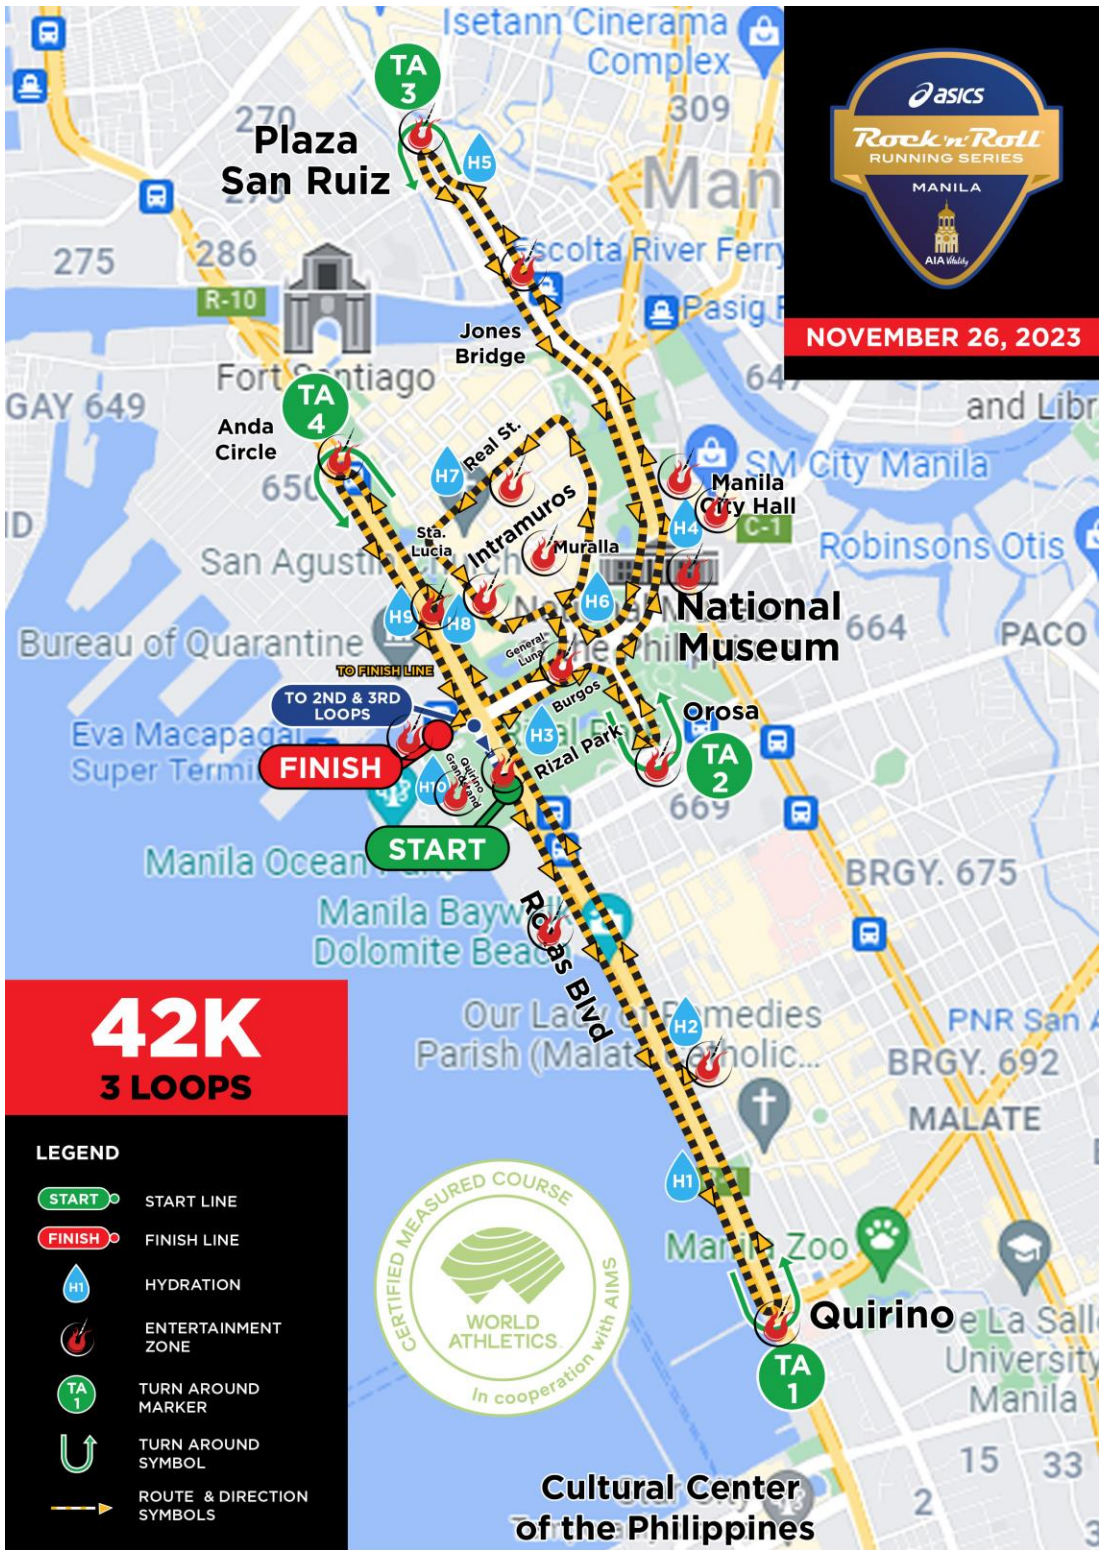 Isetann Cinerama
Complex
TA
3
270
309
Plaza
San Ruiz
H5
asics
Rock'n'Roll
RUNNING SERIES
MANILA
AIA Vitality
NOVEMBER 26, 2023
275
286
R-10
Escolta River Ferry
Jones
Bridge
Fort Santiago
TA
4
Anda
Circle
650
GAY 649
and Libr
Real St.
H7
SM City Manila
Manila
City Hall
H4
C-1
Robinsons Otis
Intramuros
Muralla
Sta.
Lucia
H9
H8
H6
National
Museum
664
PACO
Bureau of Quarantine
General
Luna
TO FINISH LINE
TO 2ND & 3RD
LOOPS
Burgos
Orosa
Eva Macapagal
Super Termi
FINISH
H3
Rizal Park
TA
2
Quirino
Grandstand
H10
669
START
BRGY. 675
Manila Baywalk
Dolomite Beach
Roxas Blvd
42K
3 LOOPS
H2
Our Lady of Remedies
Parish (Malate Catholic...
PNR San A
BRGY. 692
MALATE
LEGEND
START
START LINE
FINISH
FINISH LINE
H1
HYDRATION
ENTERTAINMENT
ZONE
TA
1
TURN AROUND
MARKER
TURN AROUND
SYMBOL
ROUTE & DIRECTION
SYMBOLS
CERTIFIED MEASURED COURSE
WORLD
ATHLETICS
In cooperation with AIMS
H1
Manila Zoo
Quirino
De La Salle
University
Manila
TA
1
15
33
2
Cultural Center
of the Philippines